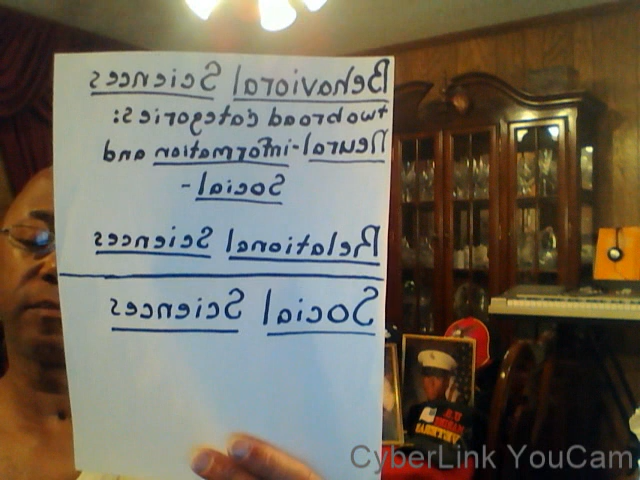 Behavioral Sciences
two broad categories:
Neural-information and
Social-
Relational Sciences
Social Sciences
U.S.
CyberLink YouCam